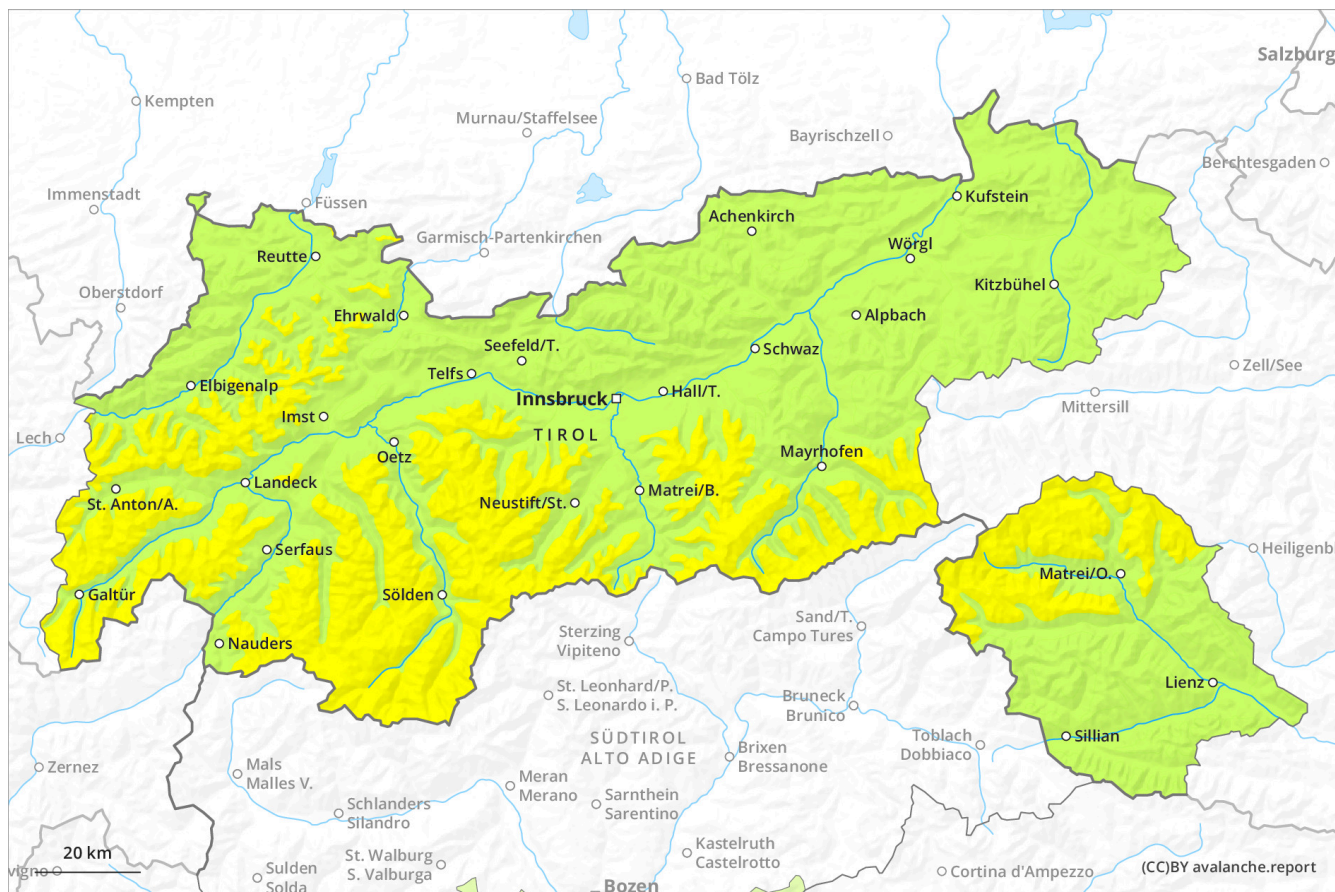 Salzburg
Kempten
Bad Tölz
Murnau/Staffelsee
Bayrischzell
Berchtesgaden
Immenstadt
Füssen
Kufstein
Achenkirch
Garmisch-Partenkirchen
Wörgl
Reutte
Oberstdorf
Kitzbühel
Ehrwald
Alpbach
Seefeld/T.
Schwaz
Zell/See
Telfs
Elbigenalp
Innsbruck
Hall/T.
Mittersill
Imst
Lech
TIROL
Oetz
Mayrhofen
Landeck
St. Anton/A.
Neustift/St.
Matrei/B.
Serfaus
Heiligenb
Matrei/O.
Galtür
Sölden
Sand/T.
Campo Tures
Sterzing
Vipiteno
Nauders
St. Leonhard/P.
S. Leonardo i. P.
Lienz
Bruneck
Brunico
SÜDTIROL
ALTO ADIGE
Toblach
Dobbiaco
Sillian
Brixen
Bressanone
Zernez
Mals
Malles V.
Meran
Merano
Sarnthein
Sarentino
Schlanders
Silandro
20 km
Kastelruth
Castelrotto
St. Walburg
S. Valburga
vigno
Sulden
Solda
Cortina d'Ampezzo
(CC)BY avalanche.report
Bozen